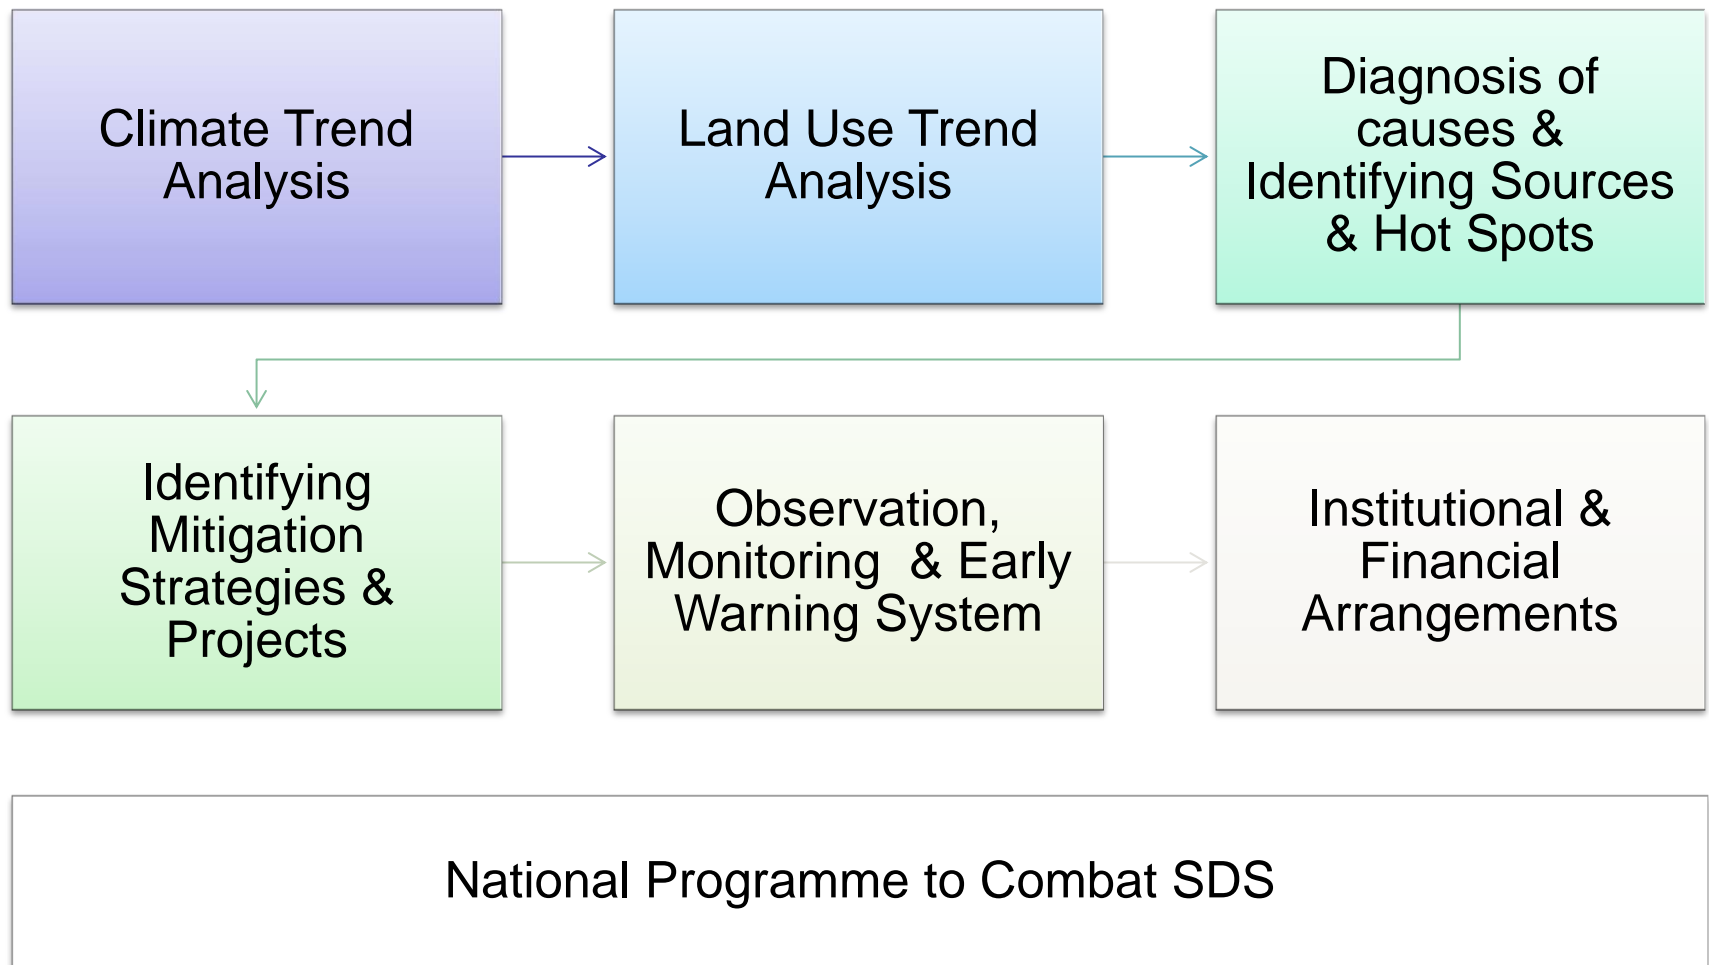 Climate Trend
Analysis
Land Use Trend
Analysis
Diagnosis of
causes &
Identifying Sources
& Hot Spots
Identifying
Mitigation
Strategies &
Projects
Observation,
Monitoring  & Early
Warning System
Institutional &
Financial
Arrangements
National Programme to Combat SDS